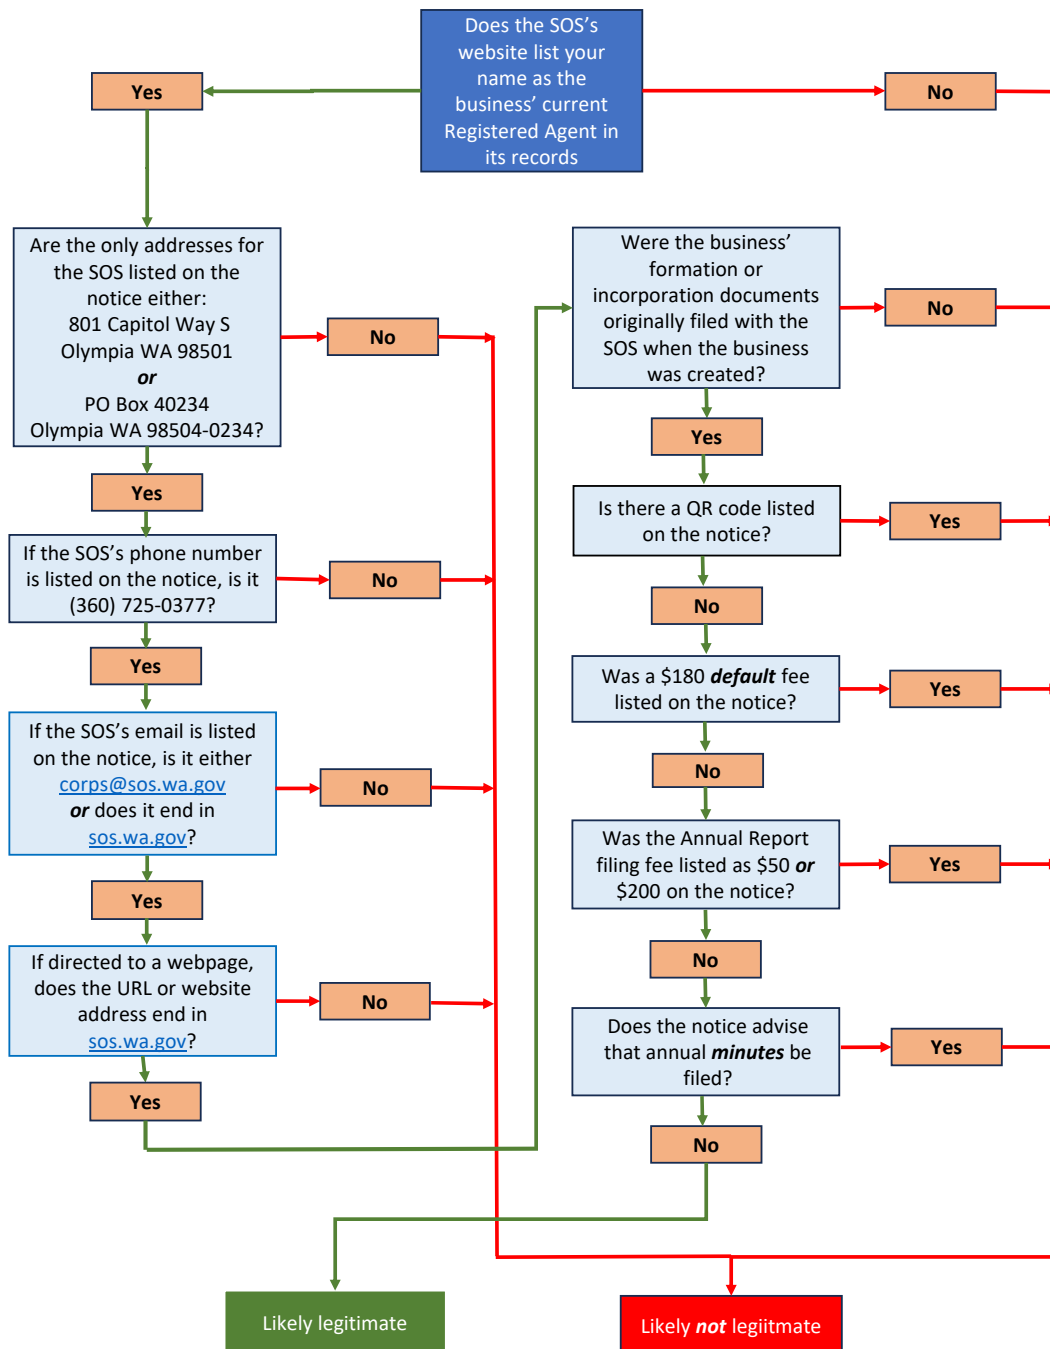 Does the SOS's
website list your
name as the
business' current
Registered Agent in
its records
Yes
No
Are the only addresses for
the SOS listed on the
notice either:
801 Capitol Way S
Olympia WA 98501
or
PO Box 40234
Olympia WA 98504-0234?
No
Yes
If the SOS's phone number
is listed on the notice, is it
(360) 725-0377?
No
Yes
If the SOS's email is listed
on the notice, is it either
corps@sos.wa.gov
or does it end in
sos.wa.gov?
No
Yes
If directed to a webpage,
does the URL or website
address end in
sos.wa.gov?
No
Yes
Were the business'
formation or
incorporation documents
originally filed with the
SOS when the business
was created?
No
Yes
Is there a QR code listed
on the notice?
Yes
No
Was a $180 default fee
listed on the notice?
Yes
No
Was the Annual Report
filing fee listed as $50 or
$200 on the notice?
Yes
No
Does the notice advise
that annual minutes be
filed?
Yes
No
Likely legitimate
Likely not legiitmate